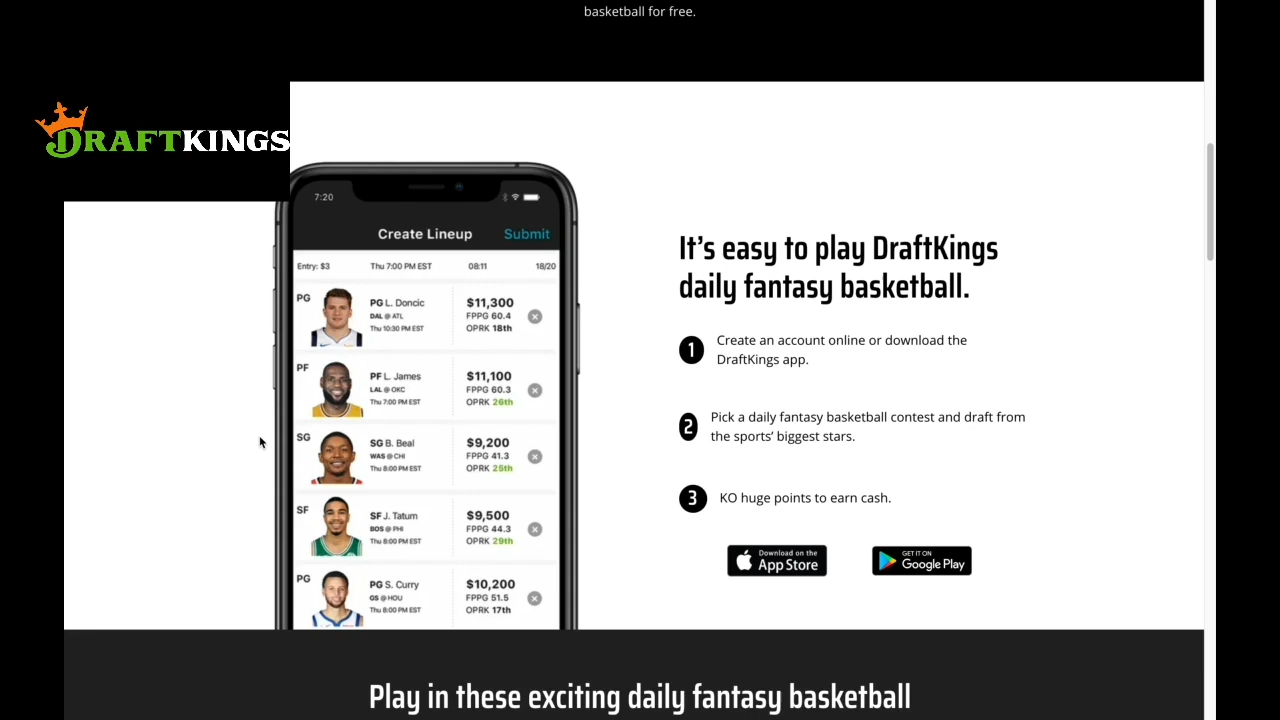 basketball for free.
DRAFTKINGS
7:20
Create Lineup Submit
Entry: $3 Thu 7:00 PM EST 08:11 18/20
PG PG L. Doncic $11,300
DAL @ ATL FPPG 60.4
Thu 10:30 PM EST OPRK 18th
PF PF L. James $11,100
LAL @ OKC FPPG 60.3
Thu 7:00 PM EST OPRK 26th
SG SG B. Beal $9,200
WAS @ CHI FPPG 41.3
Thu 8:00 PM EST OPRK 25th
SF SF J. Tatum $9,500
BOS @ PHI FPPG 44.3
Thu 8:00 PM EST OPRK 29th
PG PG S. Curry $10,200
GS @ HOU FPPG 51.5
Thu 8:00 PM EST OPRK 17th
It’s easy to play DraftKings
daily fantasy basketball.
1 Create an account online or download the
DraftKings app.
2 Pick a daily fantasy basketball contest and draft from
the sports’ biggest stars.
3 KO huge points to earn cash.
Download on the
App Store
GET IT ON
Google Play
Play in these exciting daily fantasy basketball